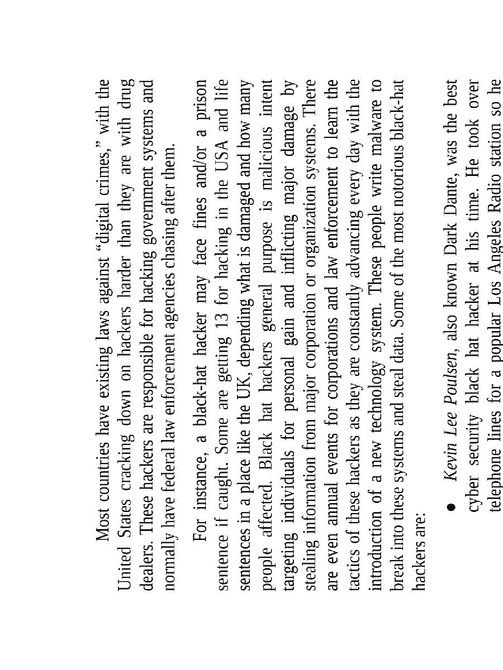 Most countries have existing laws against “digital crimes,” with the
United States cracking down on hackers harder than they are with drug
dealers. These hackers are responsible for hacking government systems and
normally have federal law enforcement agencies chasing after them.
For instance, a black-hat hacker may face fines and/or a prison
sentence if caught. Some are getting 13 for hacking in the USA and life
sentences in a place like the UK, depending what is damaged and how many
people affected. Black hat hackers general purpose is malicious intent
targeting individuals for personal gain and inflicting major damage by
stealing information from major corporation or organization systems. There
are even annual events for corporations and law enforcement to learn the
tactics of these hackers as they are constantly advancing every day with the
introduction of a new technology system. These people write malware to
break into these systems and steal data. Some of the most notorious black-hat
hackers are:
● Kevin Lee Poulsen, also known Dark Dante, was the best
cyber security black hat hacker at his time. He took over
telephone lines for a popular Los Angeles Radio station so he